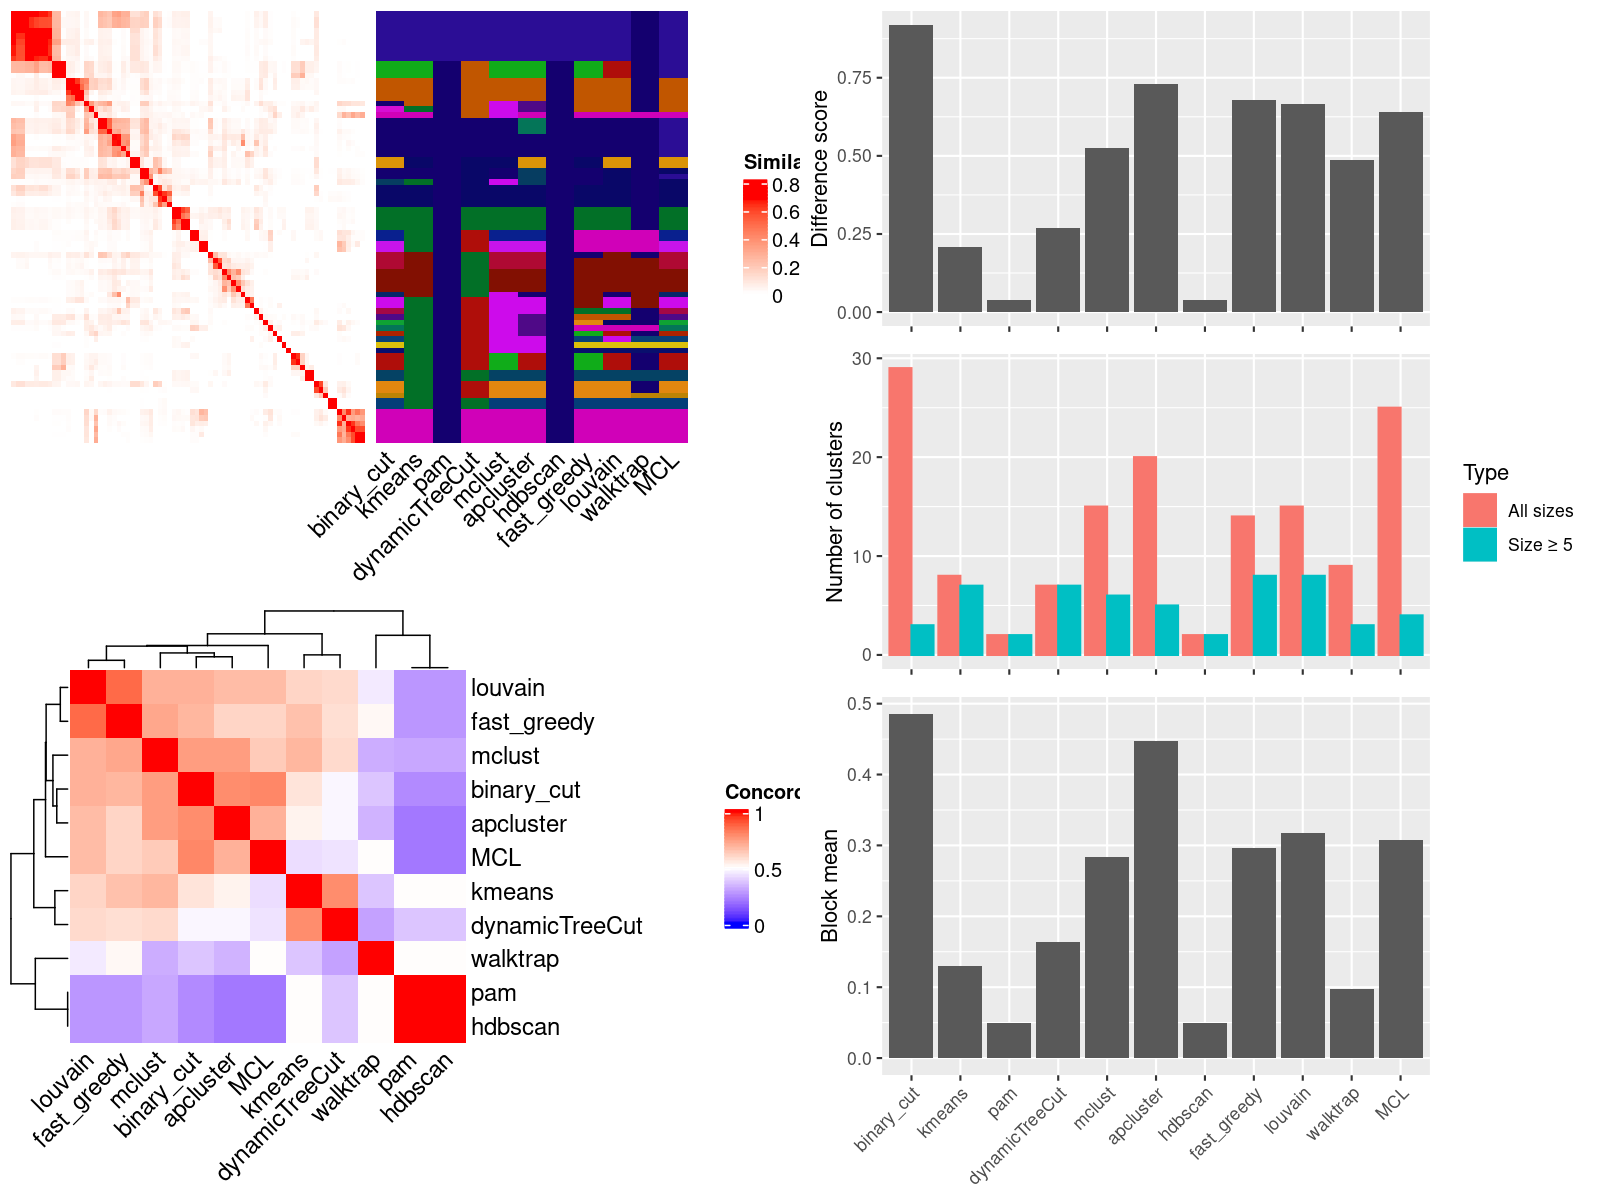 Simila
0.8
0.6
0.4
0.2
0
binary_cut
kmeans
pam
dynamicTreeCut
mclust
apcluster
hdbscan
fast_greedy
louvain
walktrap
MCL
Concord
1
0.5
0
louvain
fast_greedy
mclust
binary_cut
apcluster
MCL
kmeans
dynamicTreeCut
walktrap
pam
hdbscan
louvain
fast_greedy
mclust
binary_cut
apcluster
MCL
kmeans
dynamicTreeCut
walktrap
pam
hdbscan
Difference score
0.75
0.50
0.25
0.00
Number of clusters
30
20
10
0
Type
All sizes
Size ≥ 5
Block mean
0.5
0.4
0.3
0.2
0.1
0.0
binary_cut
kmeans
pam
dynamicTreeCut
mclust
apcluster
hdbscan
fast_greedy
louvain
walktrap
MCL